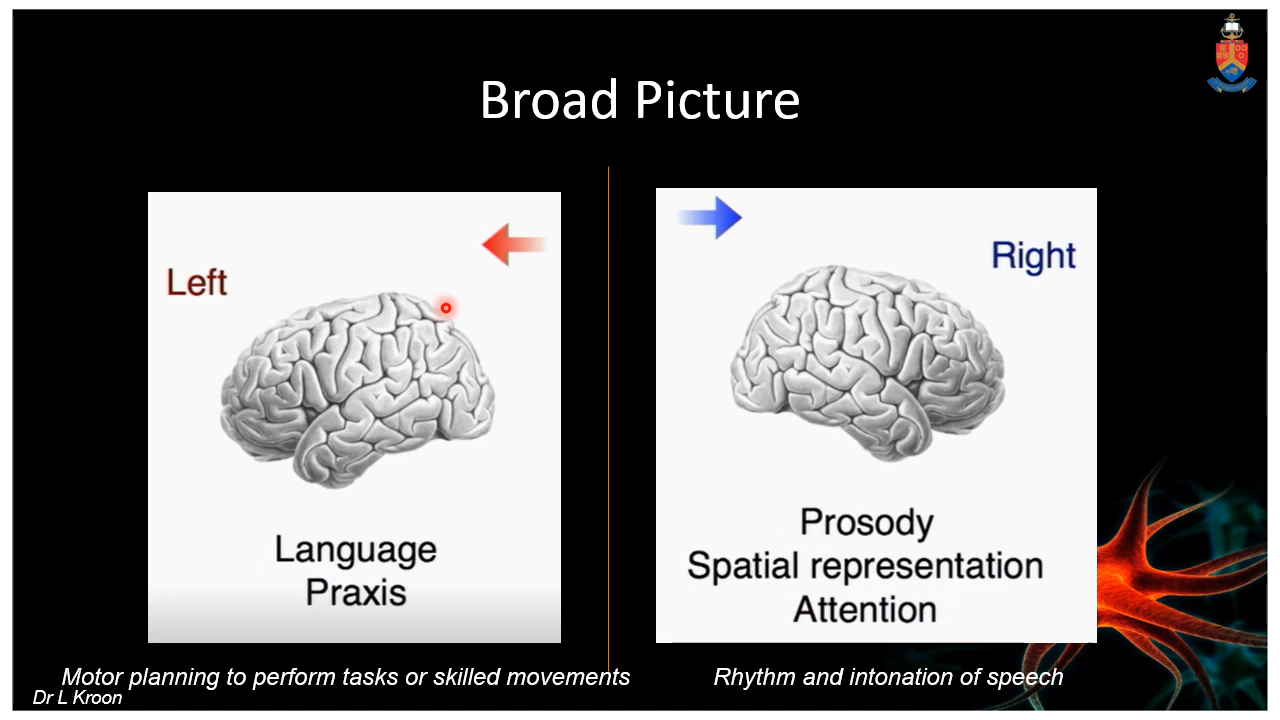 Broad Picture
Left
Language
Praxis
Right
Prosody
Spatial representation
Attention
Motor planning to perform tasks or skilled movements
Rhythm and intonation of speech
Dr L Kroon